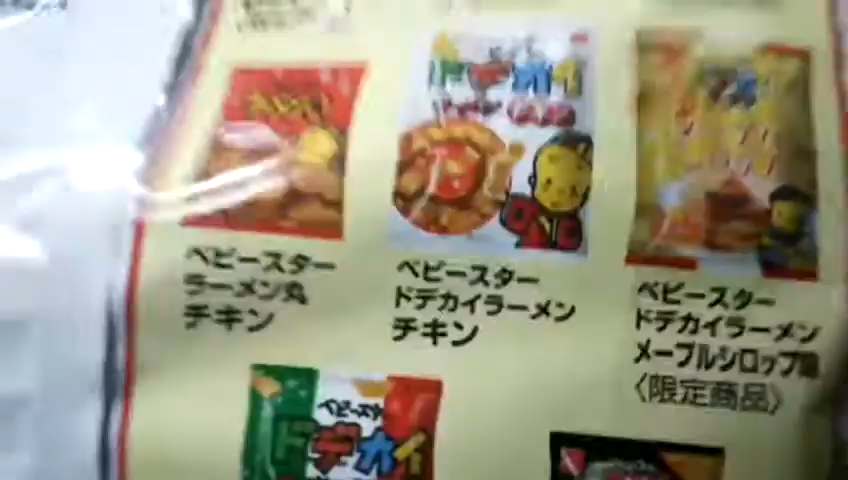 ベビースター
ラーメン丸
チキン
ドデカイ
ベビースター
ドデカイラーメン
チキン
ベビースター
ドデカイラーメン
メープルシロップ味
〈限定商品〉
ベビースター
ドデカイ